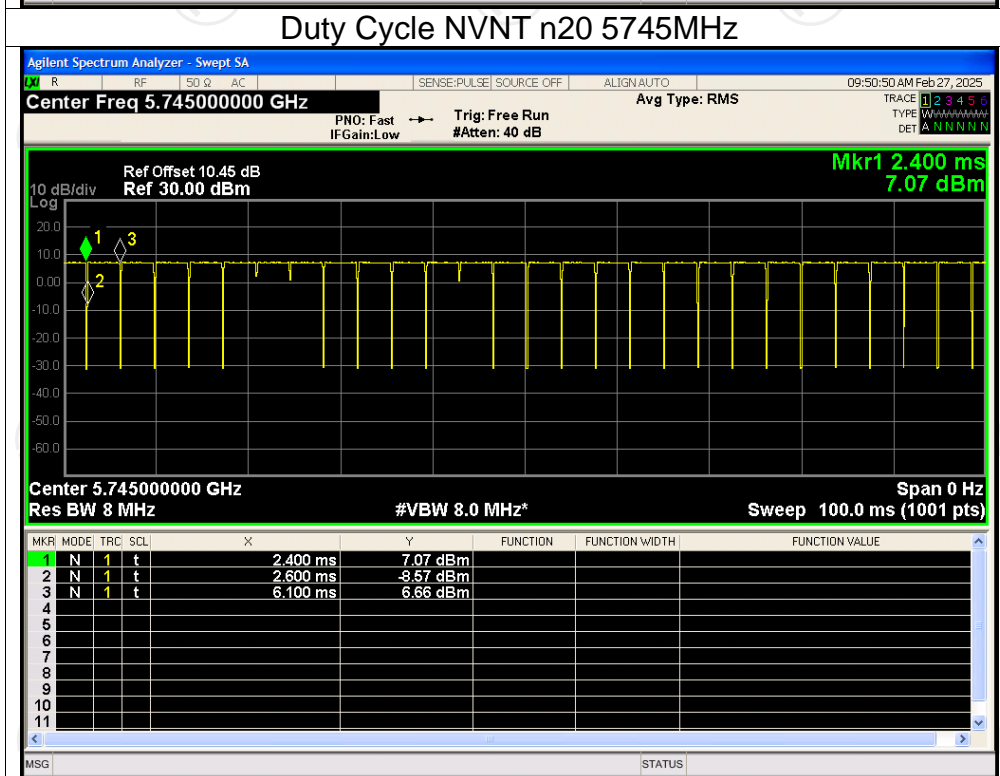 Duty Cycle NVNT n20 5745MHz
Agilent Spectrum Analyzer - Swept SA
LXI R RF 50 Ω AC SENSE:PULSE SOURCE OFF ALIGN AUTO 09:50:50 AM Feb 27, 2025
Center Freq 5.745000000 GHz Avg Type: RMS TRACE 1 2 3 4 5 6
PNO: Fast Trig: Free Run TYPE W
IFGain:Low #Atten: 40 dB DET A N N N N N
Mkr1 2.400 ms
Ref Offset 10.45 dB
10 dB/div Ref 30.00 dBm 7.07 dBm
Log
20.0
1 3
10.0
0.00
2
-10.0
-20.0
-30.0
-40.0
-50.0
-60.0
Center 5.745000000 GHz Span 0 Hz
Res BW 8 MHz #VBW 8.0 MHz* Sweep 100.0 ms (1001 pts)
MKR MODE TRC SCL X Y FUNCTION FUNCTION WIDTH FUNCTION VALUE
1 N 1 t 2.400 ms 7.07 dBm
2 N 1 t 2.600 ms -8.57 dBm
3 N 1 t 6.100 ms 6.66 dBm
4
5
6
7
8
9
10
11
MSG STATUS